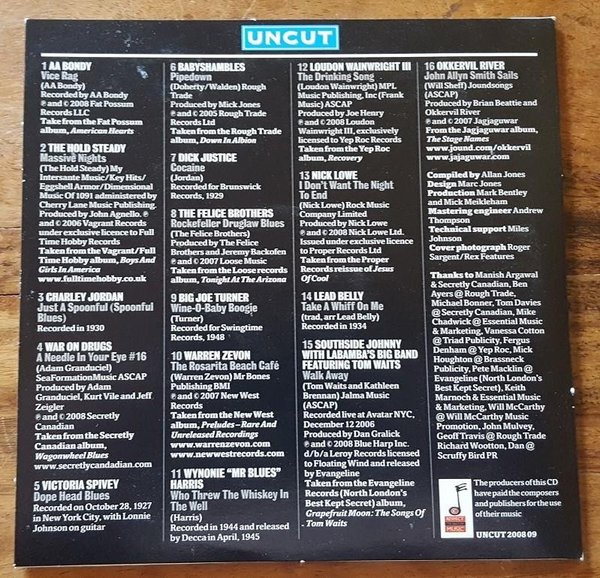 UNCUT
1 AA BONDY
Vice Rag
(AA Bondy)
Recorded by AA Bondy
℗ and © 2008 Fat Possum
Records LLC
Taken from the Fat Possum
album, American Hearts
2 THE HOLD STEADY
Massive Nights
(The Hold Steady) My
Intersante Music/Key Hits/
Eggshell Armor/Dimensional
Music Of 1091 administered by
Cherry Lane Music Publishing.
Produced by John Agnello. ℗
and © 2006 Vagrant Records
under exclusive licence to Full
Time Hobby Records
Taken from the Vagrant/Full
Time Hobby album, Boys And
Girls In America
www.fulltimehobby.co.uk
3 CHARLEY JORDAN
Just A Spoonful (Spoonful
Blues)
Recorded in 1930
4 WAR ON DRUGS
A Needle In Your Eye #16
(Adam Granduciel)
SeaFormationMusic ASCAP
Produced by Adam
Granduciel, Kurt Vile and Jeff
Zeigler
℗ and © 2008 Secretly
Canadian
Taken from the Secretly
Canadian album,
Wagonwheel Blues
www.secretlycanadian.com
5 VICTORIA SPIVEY
Dope Head Blues
Recorded on October 28, 1927
in New York City, with Lonnie
Johnson on guitar
6 BABYSHAMBLES
Pipedown
(Doherty/Walden) Rough
Trade
Produced by Mick Jones
℗ and © 2005 Rough Trade
Records Ltd
Taken from the Rough Trade
album, Down In Albion
7 DICK JUSTICE
Cocaine
(Jordan)
Recorded for Brunswick
Records, 1929
8 THE FELICE BROTHERS
Rockefeller Druglaw Blues
(The Felice Brothers)
Produced by The Felice
Brothers and Jeremy Backofen
℗ and © 2007 Loose Music
Taken from the Loose records
album, Tonight At The Arizona
9 BIG JOE TURNER
Wine-O-Baby Boogie
(Turner)
Recorded for Swingtime
Records, 1948
10 WARREN ZEVON
The Rosarita Beach Café
(Warren Zevon) Mr Bones
Publishing BMI
℗ and © 2007 New West
Records
Taken from the New West
album, Preludes – Rare And
Unreleased Recordings
www.warrenzevon.com
www.newwestrecords.com
11 WYNONIE "MR BLUES"
HARRIS
Who Threw The Whiskey In
The Well
(Harris)
Recorded in 1944 and released
by Decca in April, 1945
12 LOUDON WAINWRIGHT III
The Drinking Song
(Loudon Wainwright) MPL
Music Publishing, Inc (Frank
Music) ASCAP
Produced by Joe Henry
℗ and © 2008 Loudon
Wainwright III, exclusively
licensed to Yep Roc Records
Taken from the Yep Roc
album, Recovery
13 NICK LOWE
I Don't Want The Night
To End
(Nick Lowe) Rock Music
Company Limited
Produced by Nick Lowe
℗ and © 2008 Nick Lowe Ltd.
Issued under exclusive licence
to Proper Records Ltd
Taken from the Proper
Records reissue of Jesus
Of Cool
14 LEAD BELLY
Take A Whiff On Me
(trad, arr Lead Belly)
Recorded in 1934
15 SOUTHSIDE JOHNNY
WITH LABAMBA'S BIG BAND
FEATURING TOM WAITS
Walk Away
(Tom Waits and Kathleen
Brennan) Jalma Music
(ASCAP)
Recorded live at Avatar NYC,
December 12 2006
Produced by Dan Gralick
℗ and © 2008 Blue Harp Inc.
d/b/a Leroy Records licensed
to Floating Wind and released
by Evangeline
Taken from the Evangeline
Records (North London's
Best Kept Secret) album,
Grapefruit Moon: The Songs Of
Tom Waits
16 OKKERVIL RIVER
John Allyn Smith Sails
(Will Sheff) Joundsongs
(ASCAP)
Produced by Brian Beattie and
Okkervil River
℗ and © 2007 Jagjaguwar
From the Jagjaguwar album,
The Stage Names
www.jound.com/okkervil
www.jajaguwar.com
Compiled by Allan Jones
Design Marc Jones
Production Mark Bentley
and Mick Meikleham
Mastering engineer Andrew
Thompson
Technical support Miles
Johnson
Cover photograph Roger
Sargent/Rex Features
Thanks to Manish Argawal
& Secretly Canadian, Ben
Ayers @ Rough Trade,
Michael Bonner, Tom Davies
@ Secretly Canadian, Mike
Chadwick @ Essential Music
& Marketing, Vanessa Cotton
@ Triad Publicity, Fergus
Denham @ Yep Roc, Mick
Houghton @ Brassneck
Publicity, Pete Macklin @
Evangeline (North London's
Best Kept Secret), Keith
Marnoch @ Essential Music
& Marketing, Will McCarthy
@ Will McCarthy Music
Promotion, John Mulvey,
Geoff Travis @ Rough Trade
Richard Wootton, Dan @
Scruffy Bird PR
The producers of this CD
have paid the composers
and publishers for the use
of their music
UNCUT 2008 09